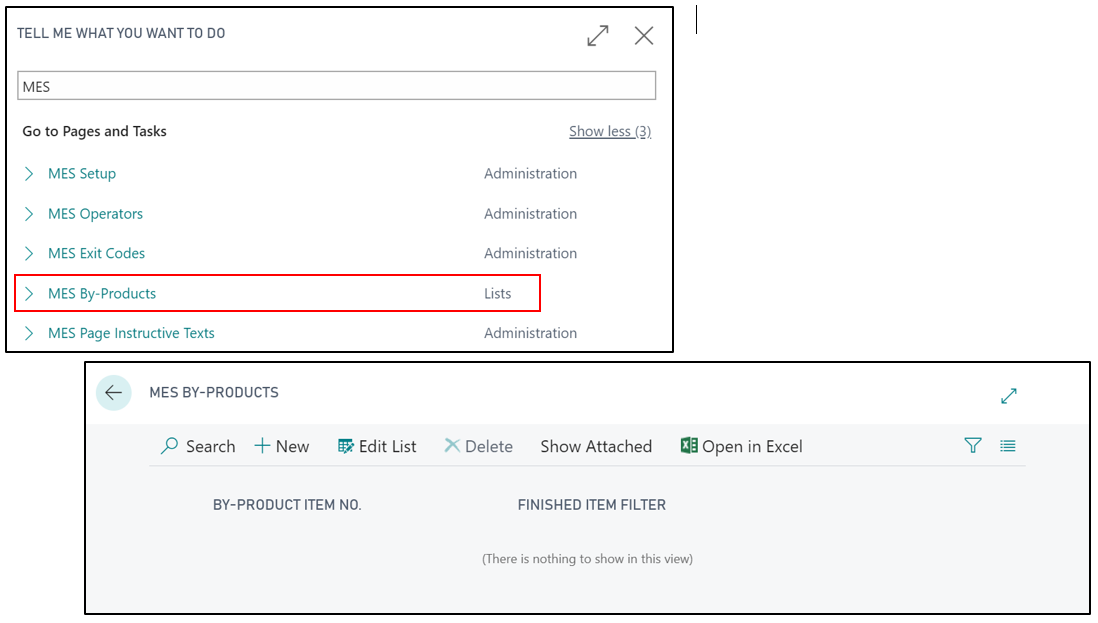 TELL ME WHAT YOU WANT TO DO
MES
Go to Pages and Tasks Show less (3)
MES Setup Administration
MES Operators Administration
MES Exit Codes Administration
MES By-Products Lists
MES Page Instructive Texts Administration
MES BY-PRODUCTS
Search New Edit List Delete Show Attached Open in Excel
BY-PRODUCT ITEM NO. FINISHED ITEM FILTER
(There is nothing to show in this view)